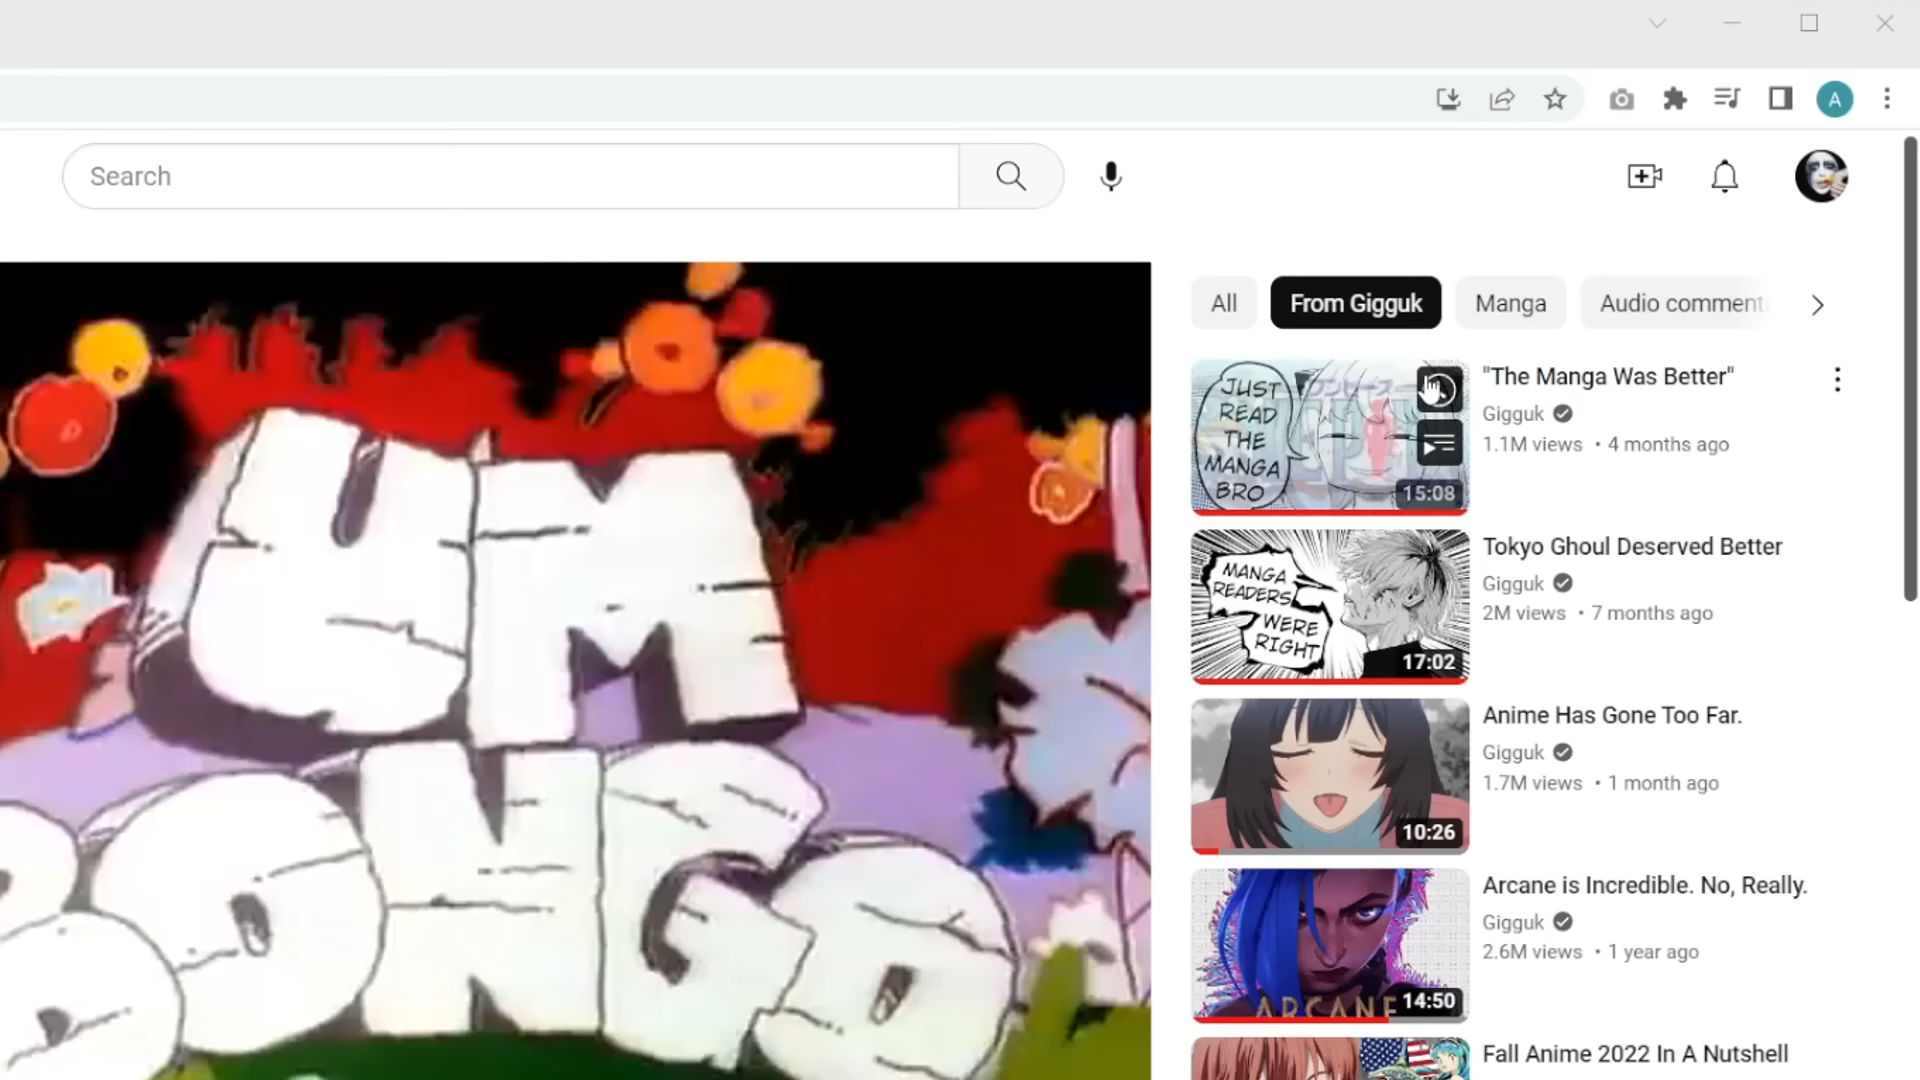 A
Search
UM
BONGO
All
From Gigguk
Manga
Audio comment
JUST
READ
THE
MANGA
BRO
15:08
"The Manga Was Better"
Gigguk
1.1M views • 4 months ago
MANGA
READERS
WERE
RIGHT
17:02
Tokyo Ghoul Deserved Better
Gigguk
2M views • 7 months ago
10:26
Anime Has Gone Too Far.
Gigguk
1.7M views • 1 month ago
ARCANE
14:50
Arcane is Incredible. No, Really.
Gigguk
2.6M views • 1 year ago
Fall Anime 2022 In A Nutshell